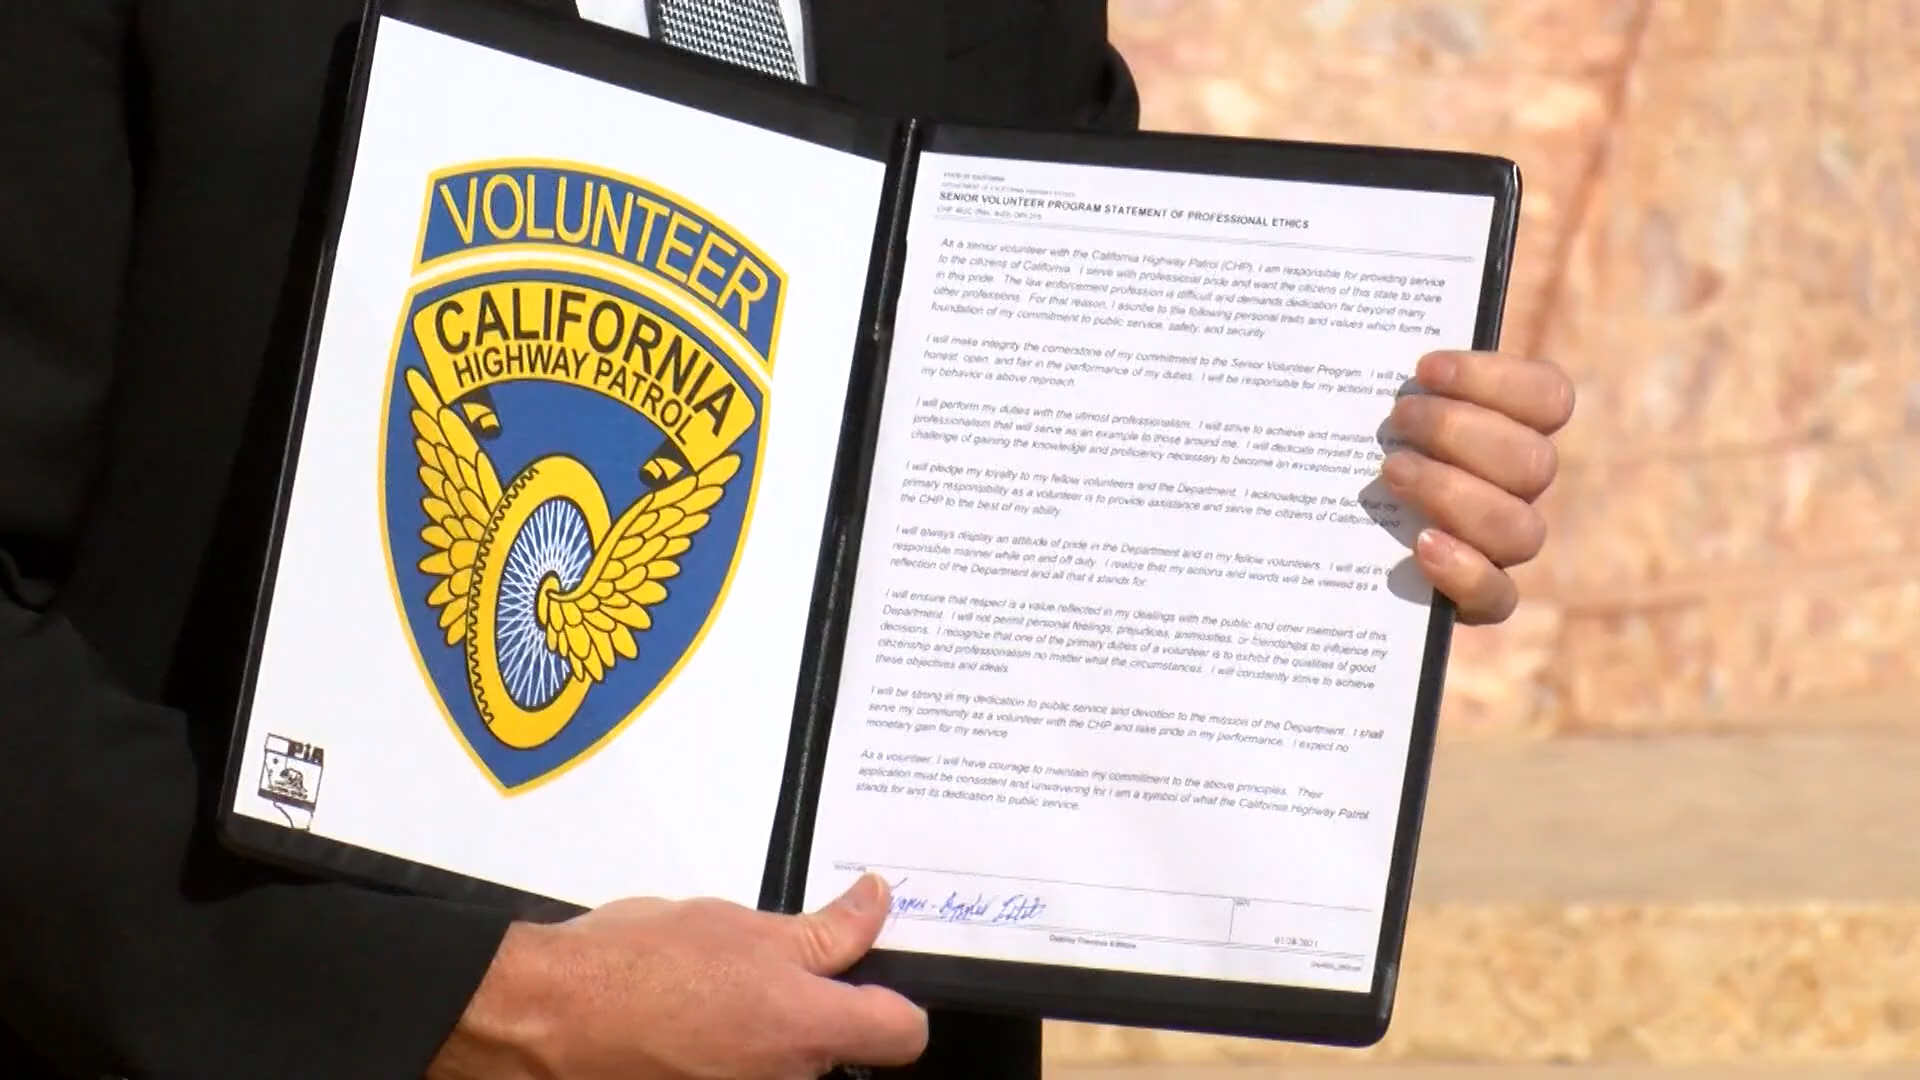 VOLUNTEER
CALIFORNIA
HIGHWAY PATROL
PIA
STATE OF CALIFORNIA
DEPARTMENT OF CALIFORNIA HIGHWAY PATROL
SENIOR VOLUNTEER PROGRAM STATEMENT OF PROFESSIONAL ETHICS
As a senior volunteer with the California Highway Patrol (CHP), I am responsible for providing service
to the citizens of California. I serve with professional pride and want the citizens of this state to share
in this pride. The law enforcement profession is difficult and demands dedication far beyond many
other professions. For that reason, I ascribe to the following personal traits and values which form the
foundation of my commitment to public service, safety, and security.
I will make integrity the cornerstone of my commitment to the Senior Volunteer Program. I will be
honest, open, and fair in the performance of my duties. I will be responsible for my actions and
my behavior is above reproach.
I will perform my duties with the utmost professionalism. I will strive to achieve and maintain a
professionalism that will serve as an example to those around me. I will dedicate myself to the
challenge of gaining the knowledge and proficiency necessary to become an exceptional
I will pledge my loyalty to my fellow volunteers and the Department. I acknowledge the fact that my
primary responsibility as a volunteer is to provide assistance and serve the citizens of California and
the CHP to the best of my ability.
I will always display an attitude of pride in the Department and in my fellow volunteers. I will act in a
responsible manner while on and off duty. I realize that my actions and words will be viewed as a
reflection of the Department and all that it stands for.
I will ensure that respect is a value reflected in my dealings with the public and other members of this
Department. I will not permit personal feelings, prejudices, animosities, or friendships to influence my
decisions. I recognize that one of the primary duties of a volunteer is to exhibit the qualities of good
citizenship and professionalism no matter what the circumstances. I will constantly strive to achieve
these objectives and ideals.
I will be strong in my dedication to public service and devotion to the mission of the Department. I shall
serve my community as a volunteer with the CHP and take pride in my performance. I expect no
monetary gain for my service.
As a volunteer, I will have courage to maintain my commitment to the above principles. Their
application must be consistent and unwavering for I am a symbol of what the California Highway Patrol
stands for and its dedication to public service.
SIGNATURE
DATE
Destroy Previous Editions